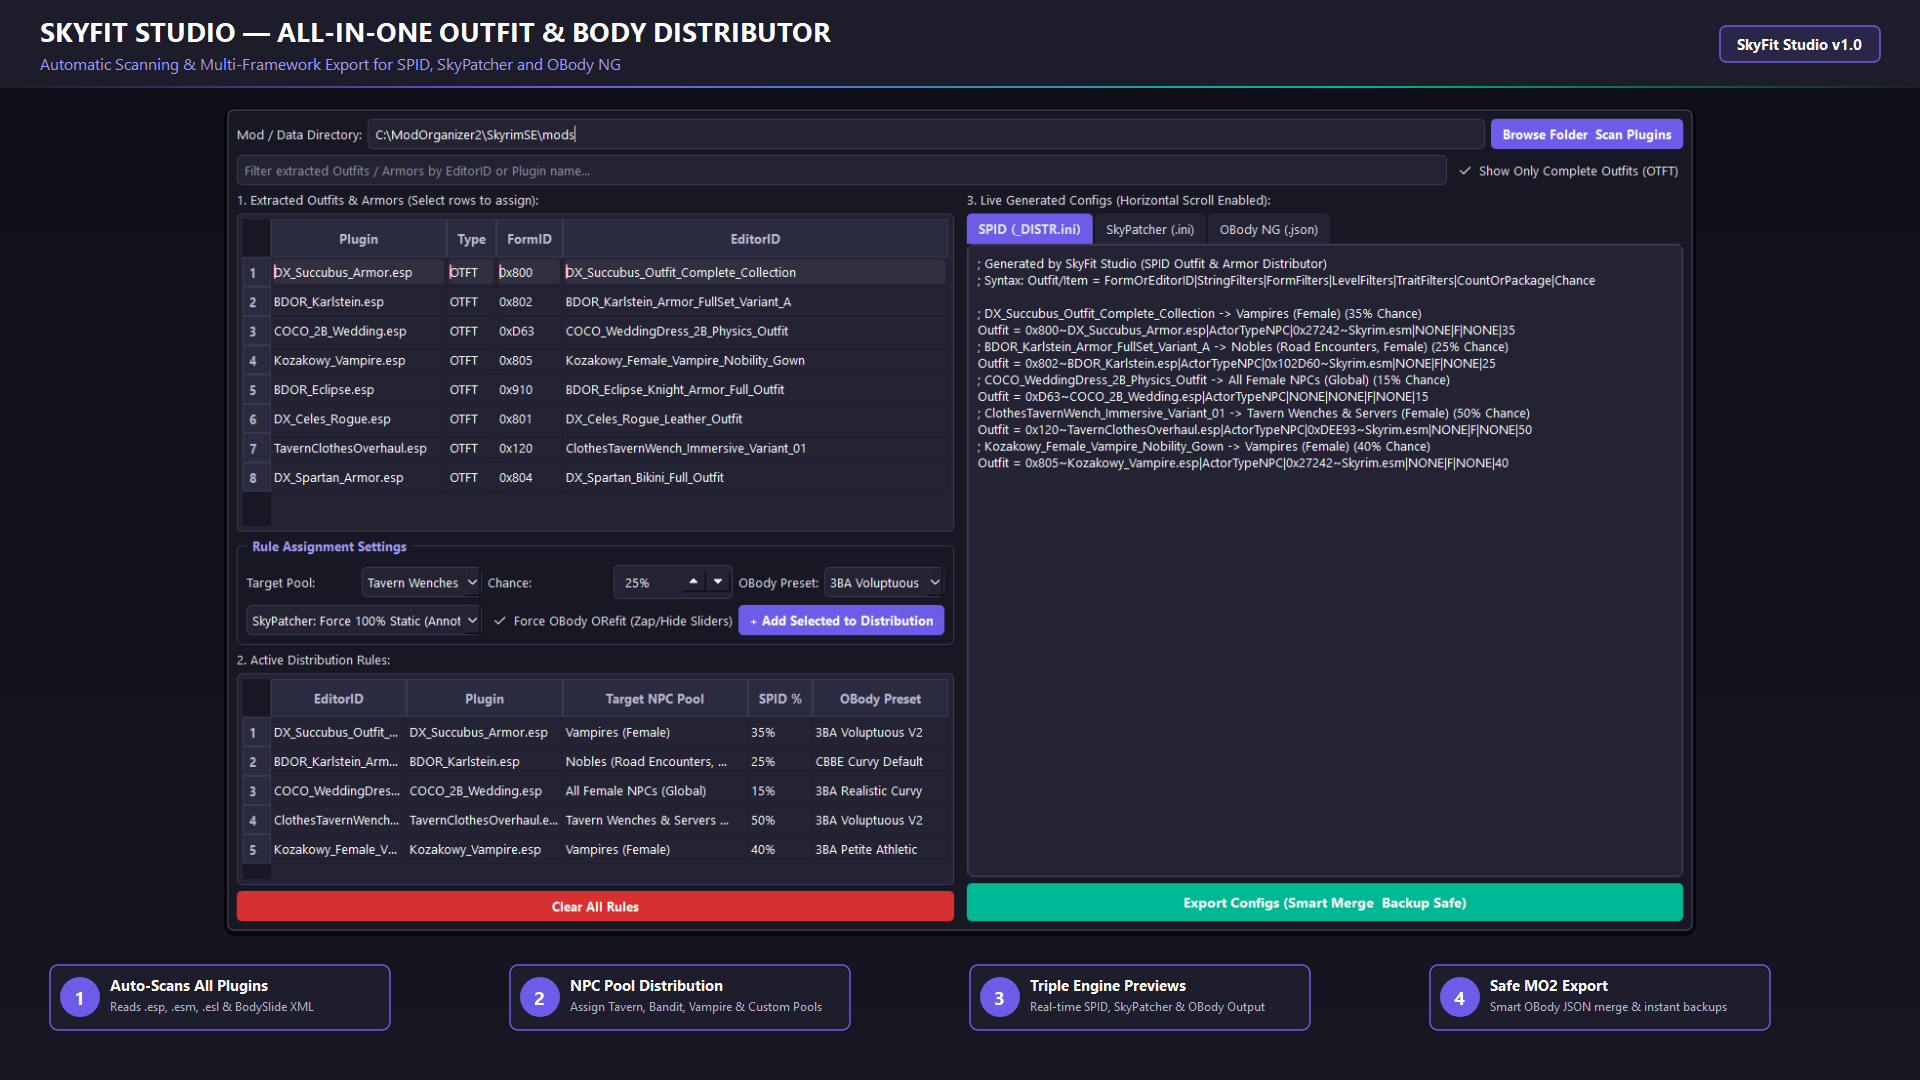 SKYFIT STUDIO — ALL-IN-ONE OUTFIT & BODY DISTRIBUTOR
Automatic Scanning & Multi-Framework Export for SPID, SkyPatcher and OBody NG
SkyFit Studio v1.0
Mod / Data Directory: C:\ModOrganizer2\SkyrimSE\mods
Browse Folder  Scan Plugins
Filter extracted Outfits / Armors by EditorID or Plugin name...
Show Only Complete Outfits (OTFT)
1. Extracted Outfits & Armors (Select rows to assign):
Plugin Type FormID EditorID
1 DX_Succubus_Armor.esp OTFT 0x800 DX_Succubus_Outfit_Complete_Collection
2 BDOR_Karlstein.esp OTFT 0x802 BDOR_Karlstein_Armor_FullSet_Variant_A
3 COCO_2B_Wedding.esp OTFT 0xD63 COCO_WeddingDress_2B_Physics_Outfit
4 Kozakowy_Vampire.esp OTFT 0x805 Kozakowy_Female_Vampire_Nobility_Gown
5 BDOR_Eclipse.esp OTFT 0x910 BDOR_Eclipse_Knight_Armor_Full_Outfit
6 DX_Celes_Rogue.esp OTFT 0x801 DX_Celes_Rogue_Leather_Outfit
7 TavernClothesOverhaul.esp OTFT 0x120 ClothesTavernWench_Immersive_Variant_01
8 DX_Spartan_Armor.esp OTFT 0x804 DX_Spartan_Bikini_Full_Outfit
Rule Assignment Settings
Target Pool: Tavern Wenches Chance: 25% OBody Preset: 3BA Voluptuous
SkyPatcher: Force 100% Static (Annot Force OBody ORefit (Zap/Hide Sliders) + Add Selected to Distribution
2. Active Distribution Rules:
EditorID Plugin Target NPC Pool SPID % OBody Preset
1 DX_Succubus_Outfit_... DX_Succubus_Armor.esp Vampires (Female) 35% 3BA Voluptuous V2
2 BDOR_Karlstein_Arm... BDOR_Karlstein.esp Nobles (Road Encounters, ... 25% CBBE Curvy Default
3 COCO_WeddingDres... COCO_2B_Wedding.esp All Female NPCs (Global) 15% 3BA Realistic Curvy
4 ClothesTavernWench... TavernClothesOverhaul.e... Tavern Wenches & Servers ... 50% 3BA Voluptuous V2
5 Kozakowy_Female_V... Kozakowy_Vampire.esp Vampires (Female) 40% 3BA Petite Athletic
Clear All Rules
3. Live Generated Configs (Horizontal Scroll Enabled):
SPID (_DISTR.ini) SkyPatcher (.ini) OBody NG (.json)
; Generated by SkyFit Studio (SPID Outfit & Armor Distributor)
; Syntax: Outfit/Item = FormOrEditorID|StringFilters|FormFilters|LevelFilters|TraitFilters|CountOrPackage|Chance
; DX_Succubus_Outfit_Complete_Collection -> Vampires (Female) (35% Chance)
Outfit = 0x800~DX_Succubus_Armor.esp|ActorTypeNPC|0x27242~Skyrim.esm|NONE|F|NONE|35
; BDOR_Karlstein_Armor_FullSet_Variant_A -> Nobles (Road Encounters, Female) (25% Chance)
Outfit = 0x802~BDOR_Karlstein.esp|ActorTypeNPC|0x102D60~Skyrim.esm|NONE|F|NONE|25
; COCO_WeddingDress_2B_Physics_Outfit -> All Female NPCs (Global) (15% Chance)
Outfit = 0xD63~COCO_2B_Wedding.esp|ActorTypeNPC|NONE|NONE|F|NONE|15
; ClothesTavernWench_Immersive_Variant_01 -> Tavern Wenches & Servers (Female) (50% Chance)
Outfit = 0x120~TavernClothesOverhaul.esp|ActorTypeNPC|0xDEE93~Skyrim.esm|NONE|F|NONE|50
; Kozakowy_Female_Vampire_Nobility_Gown -> Vampires (Female) (40% Chance)
Outfit = 0x805~Kozakowy_Vampire.esp|ActorTypeNPC|0x27242~Skyrim.esm|NONE|F|NONE|40
Export Configs (Smart Merge  Backup Safe)
1 Auto-Scans All Plugins
Reads .esp, .esm, .esl & BodySlide XML
2 NPC Pool Distribution
Assign Tavern, Bandit, Vampire & Custom Pools
3 Triple Engine Previews
Real-time SPID, SkyPatcher & OBody Output
4 Safe MO2 Export
Smart OBody JSON merge & instant backups